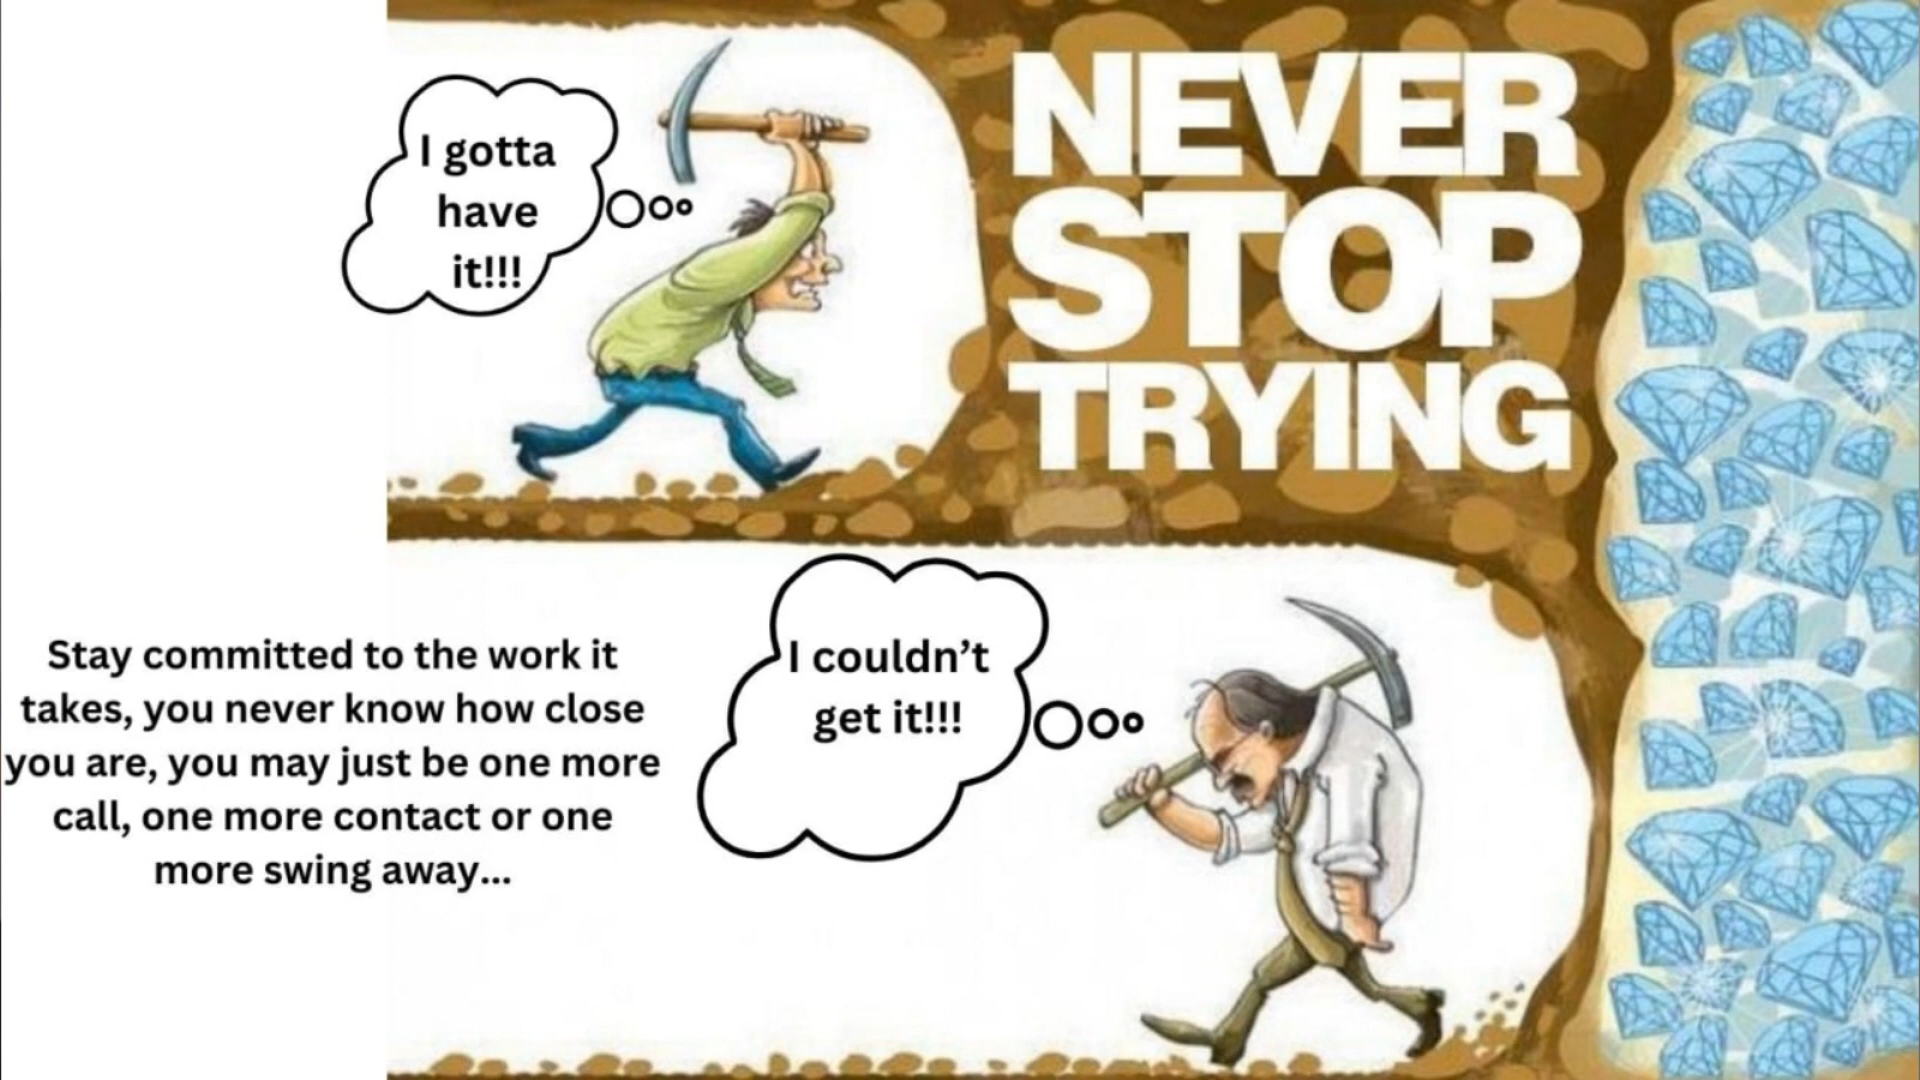 I gotta
have
it!!!
NEVER
STOP
TRYING
I couldn't
get it!!!
Stay committed to the work it
takes, you never know how close
you are, you may just be one more
call, one more contact or one
more swing away...